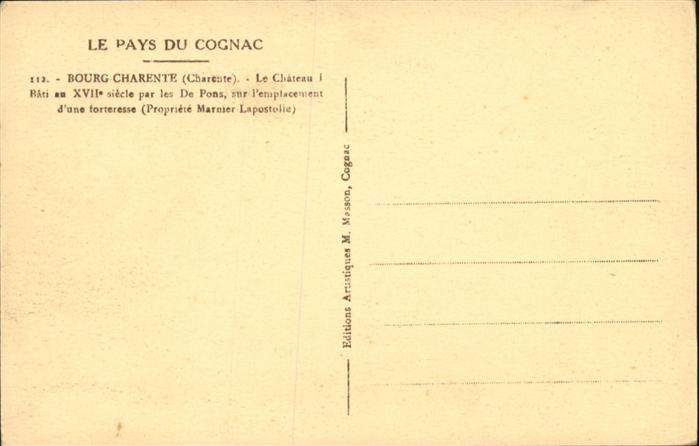 LE PAYS DU COGNAC
112. - BOURG-CHARENTE (Charente). - Le Château I
Bâti au XVIIe siècle par les De Pons, sur l'emplacement
d'une forteresse (Propriété Marnier Lapostolle)
Editions Artistiques M. Masson, Cognac